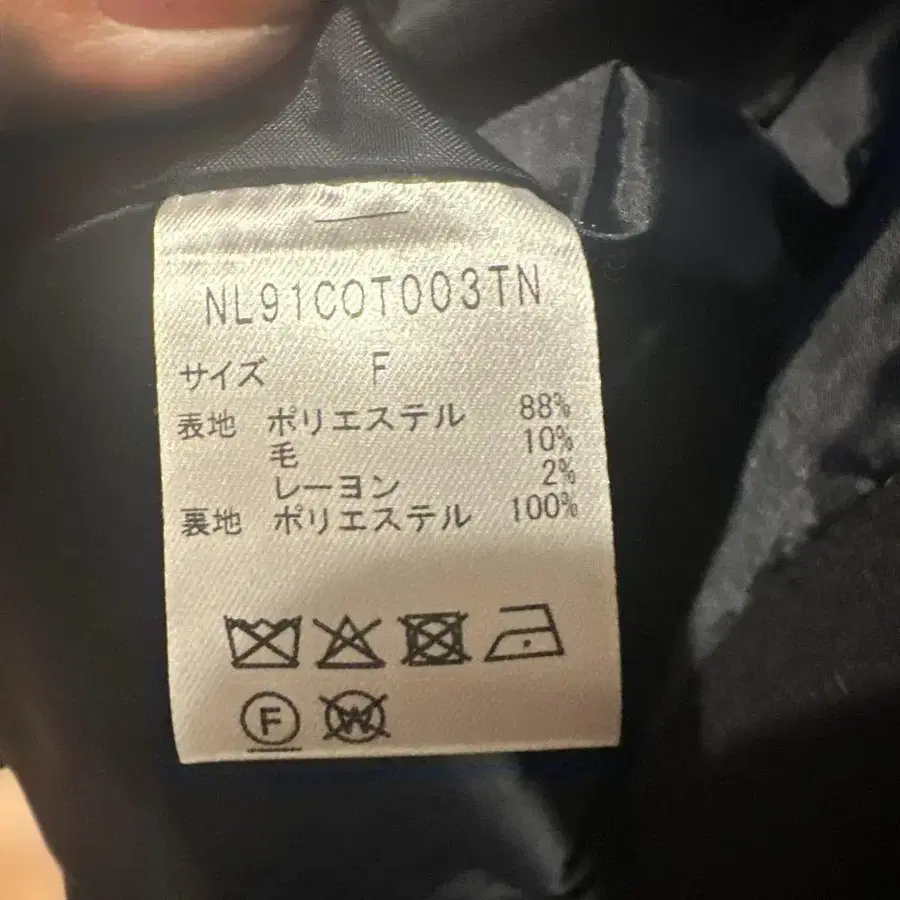 NL91COT003TN
サイズ F
表地 ポリエステル 88%
毛 10%
レーヨン 2%
裏地 ポリエステル 100%
F
W